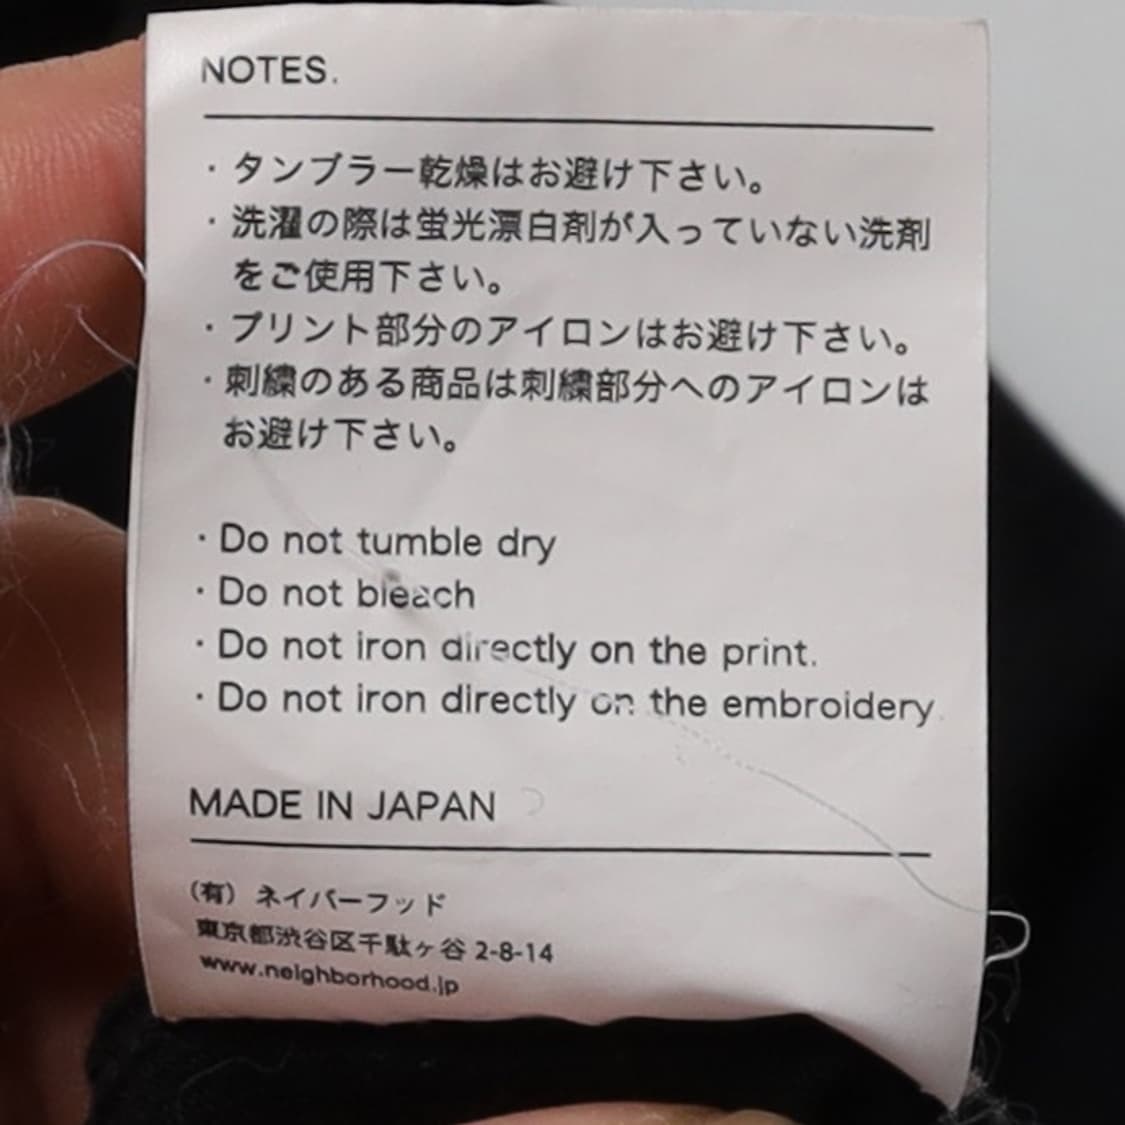 NOTES.
・タンブラー乾燥はお避け下さい。
・洗濯の際は蛍光漂白剤が入っていない洗剤
をご使用下さい。
・プリント部分のアイロンはお避け下さい。
・刺繍のある商品は刺繍部分へのアイロンは
お避け下さい。
・Do not tumble dry
・Do not bleach
・Do not iron directly on the print.
・Do not iron directly on the embroidery.
MADE IN JAPAN
(有) ネイバーフッド
東京都渋谷区千駄ヶ谷 2-8-14
www.neighborhood.jp